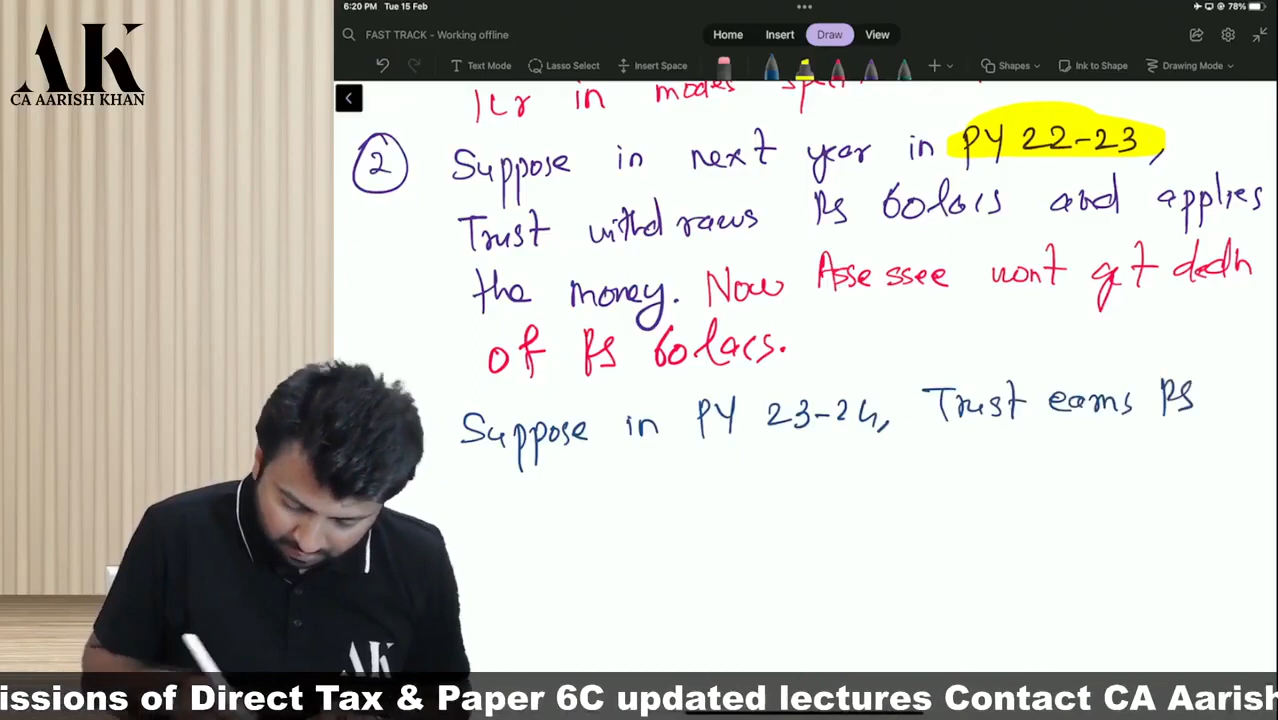 6:20 PM Tue 15 Feb
78%
FAST TRACK - Working offline
Home Insert Draw View
Text Mode Lasso Select Insert Space Shapes Ink to Shape Drawing Mode
AK
CA AARISH KHAN
1Cr in modes
2 Suppose in next year in PY 22-23,
Trust withdraws Rs 60lacs and applies
the money. Now Assessee wont get dedn
of Rs 60lacs.
Suppose in PY 23-24, Trust earns Rs
AK
issions of Direct Tax & Paper 6C updated lectures Contact CA Aarish